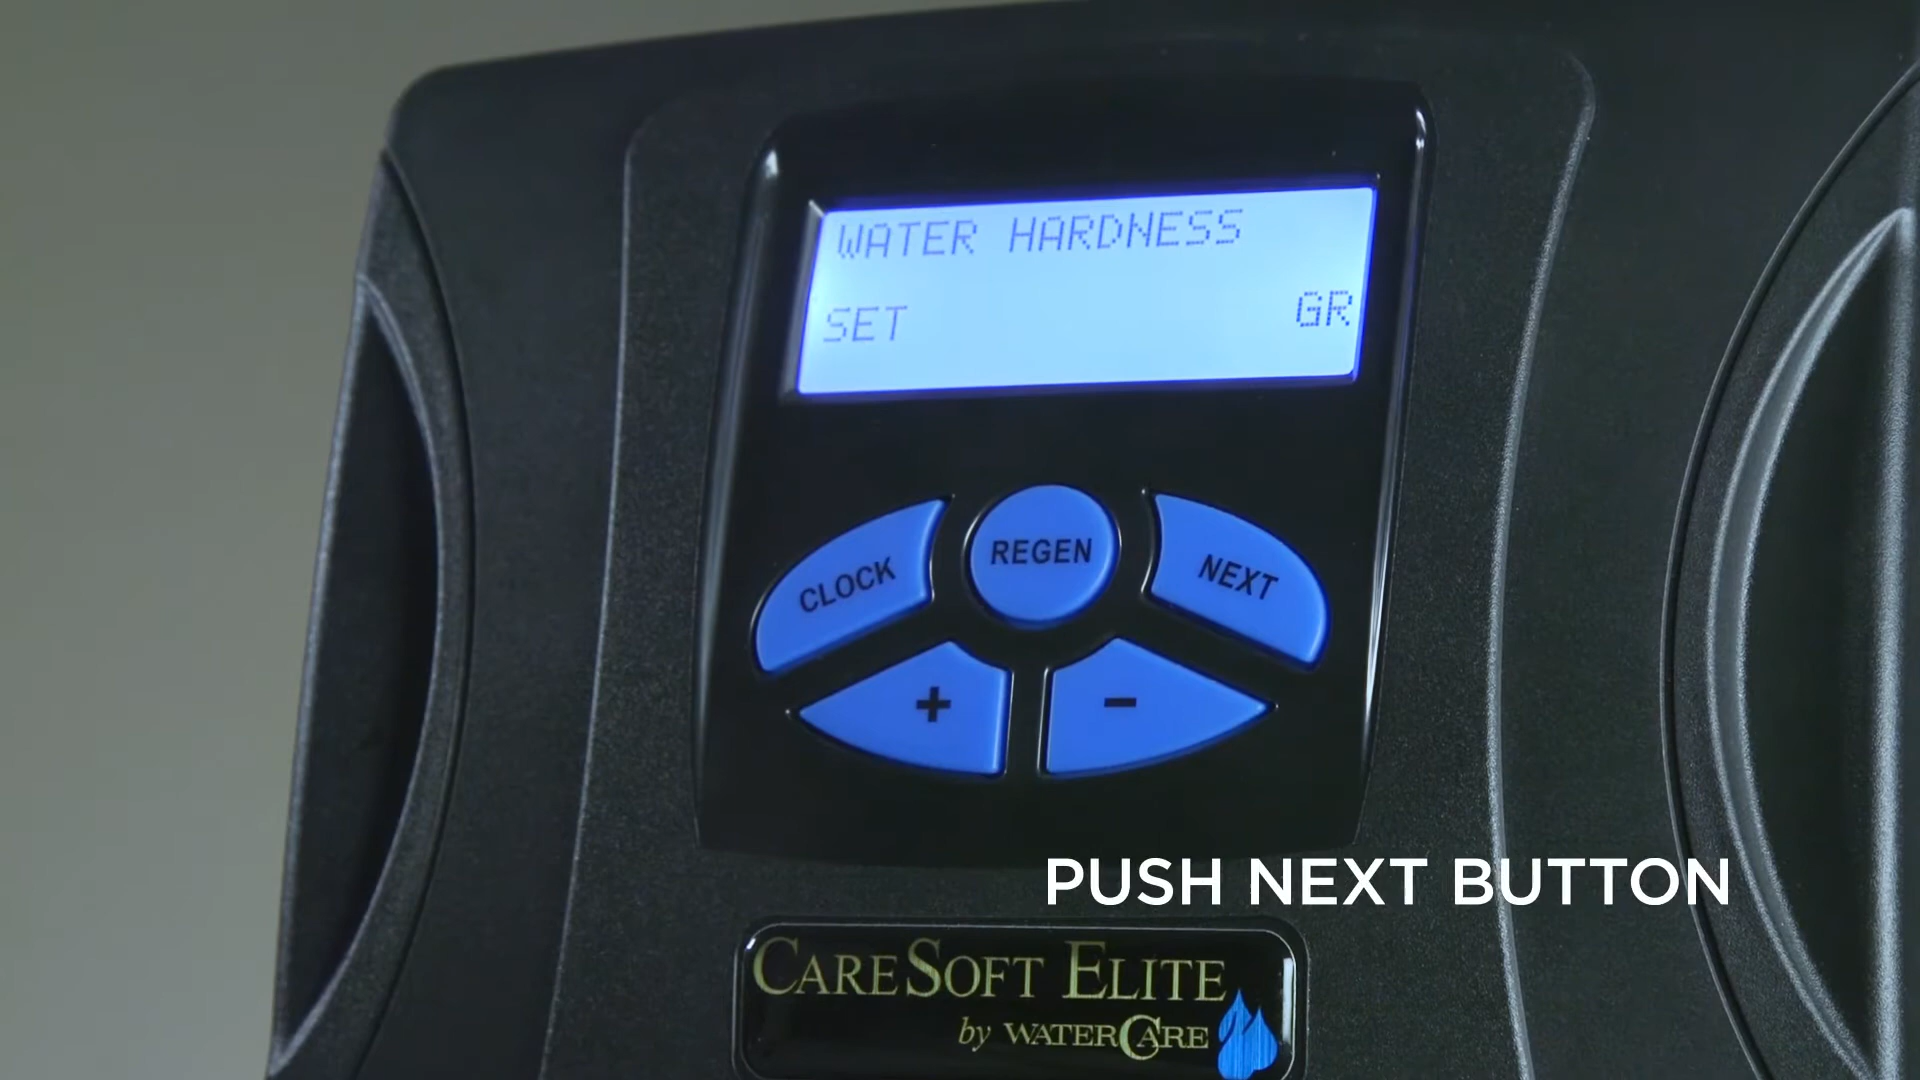 WATER HARDNESS
SET GR
CLOCK
REGEN
NEXT
+
-
PUSH NEXT BUTTON
CARESOFT ELITE
by WATERCARE